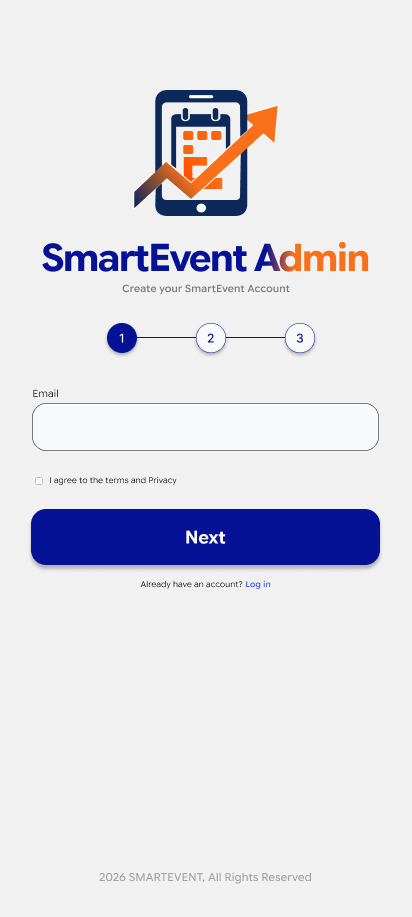 SmartEvent Admin
Create your SmartEvent Account
1 2 3
Email
I agree to the terms and Privacy
Next
Already have an account? Log in
2026 SMARTEVENT, All Rights Reserved